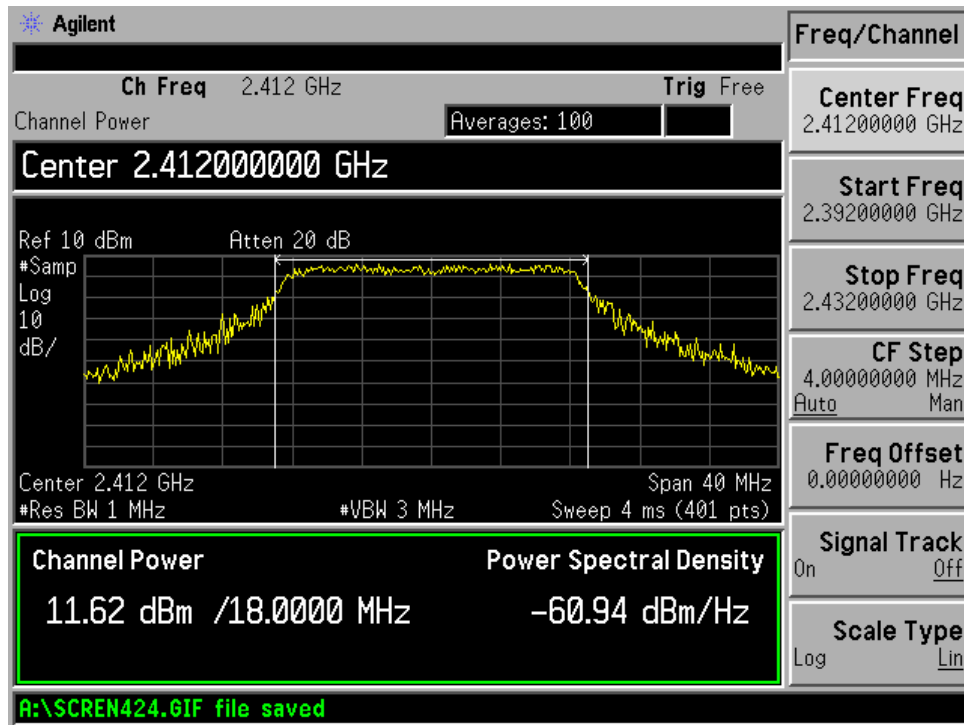 Agilent
Freq/Channel
Ch Freq 2.412 GHz Trig Free
Channel Power Averages: 100
Center 2.412000000 GHz
Ref 10 dBm Atten 20 dB
#Samp
Log
10
dB/
Center 2.412 GHz Span 40 MHz
#Res BW 1 MHz #VBW 3 MHz Sweep 4 ms (401 pts)
Channel Power Power Spectral Density
11.62 dBm /18.0000 MHz -60.94 dBm/Hz
A:\SCREN424.GIF file saved
Center Freq
2.41200000 GHz
Start Freq
2.39200000 GHz
Stop Freq
2.43200000 GHz
CF Step
4.00000000 MHz
Auto Man
Freq Offset
0.00000000 Hz
Signal Track
On Off
Scale Type
Log Lin